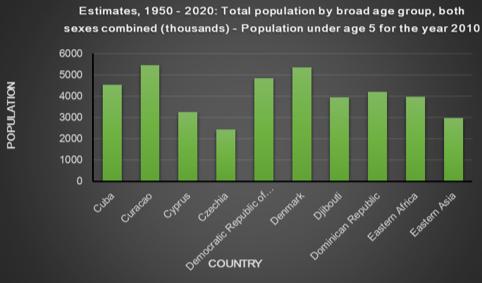 Estimates, 1950 - 2020: Total population by broad age group, both
sexes combined (thousands) - Population under age 5 for the year 2010
POPULATION
6000
5000
4000
3000
2000
1000
0
Cuba
Curacao
Cyprus
Czechia
Democratic Republic of...
Denmark
Djibouti
Dominican Republic
Eastern Africa
Eastern Asia
COUNTRY